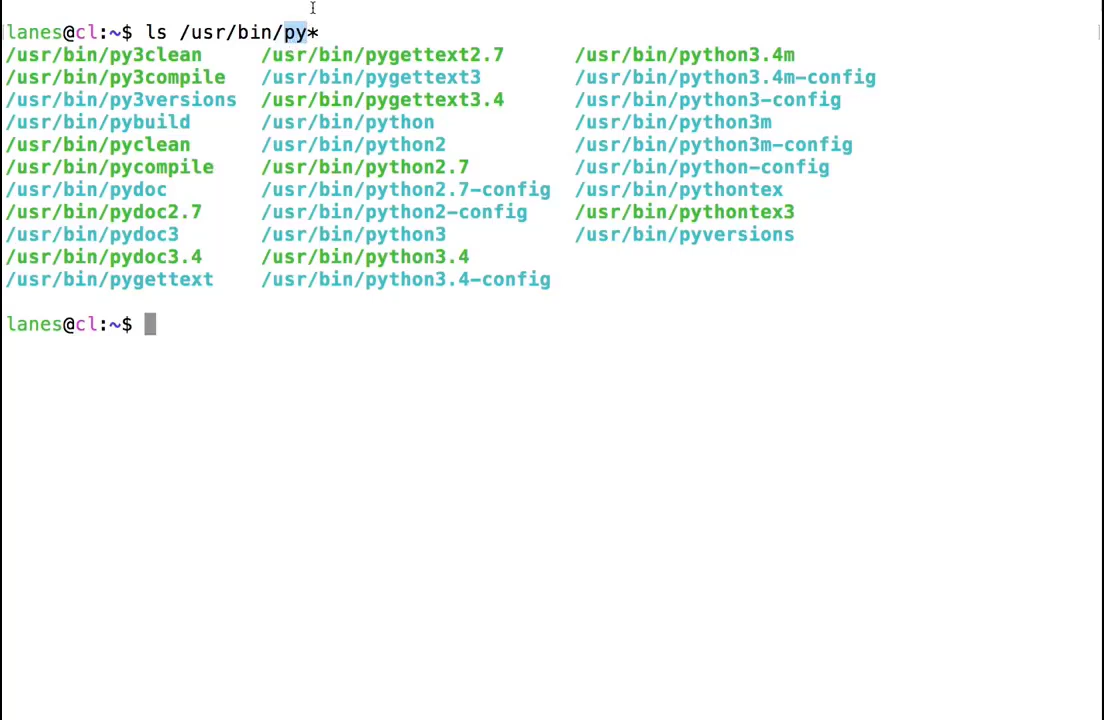 lanes@cl:~$ ls /usr/bin/py*
/usr/bin/py3clean /usr/bin/pygettext2.7 /usr/bin/python3.4m
/usr/bin/py3compile /usr/bin/pygettext3 /usr/bin/python3.4m-config
/usr/bin/py3versions /usr/bin/pygettext3.4 /usr/bin/python3-config
/usr/bin/pybuild /usr/bin/python /usr/bin/python3m
/usr/bin/pyclean /usr/bin/python2 /usr/bin/python3m-config
/usr/bin/pycompile /usr/bin/python2.7 /usr/bin/python-config
/usr/bin/pydoc /usr/bin/python2.7-config /usr/bin/pythontex
/usr/bin/pydoc2.7 /usr/bin/python2-config /usr/bin/pythontex3
/usr/bin/pydoc3 /usr/bin/python3 /usr/bin/pyversions
/usr/bin/pydoc3.4 /usr/bin/python3.4
/usr/bin/pygettext /usr/bin/python3.4-config
lanes@cl:~$